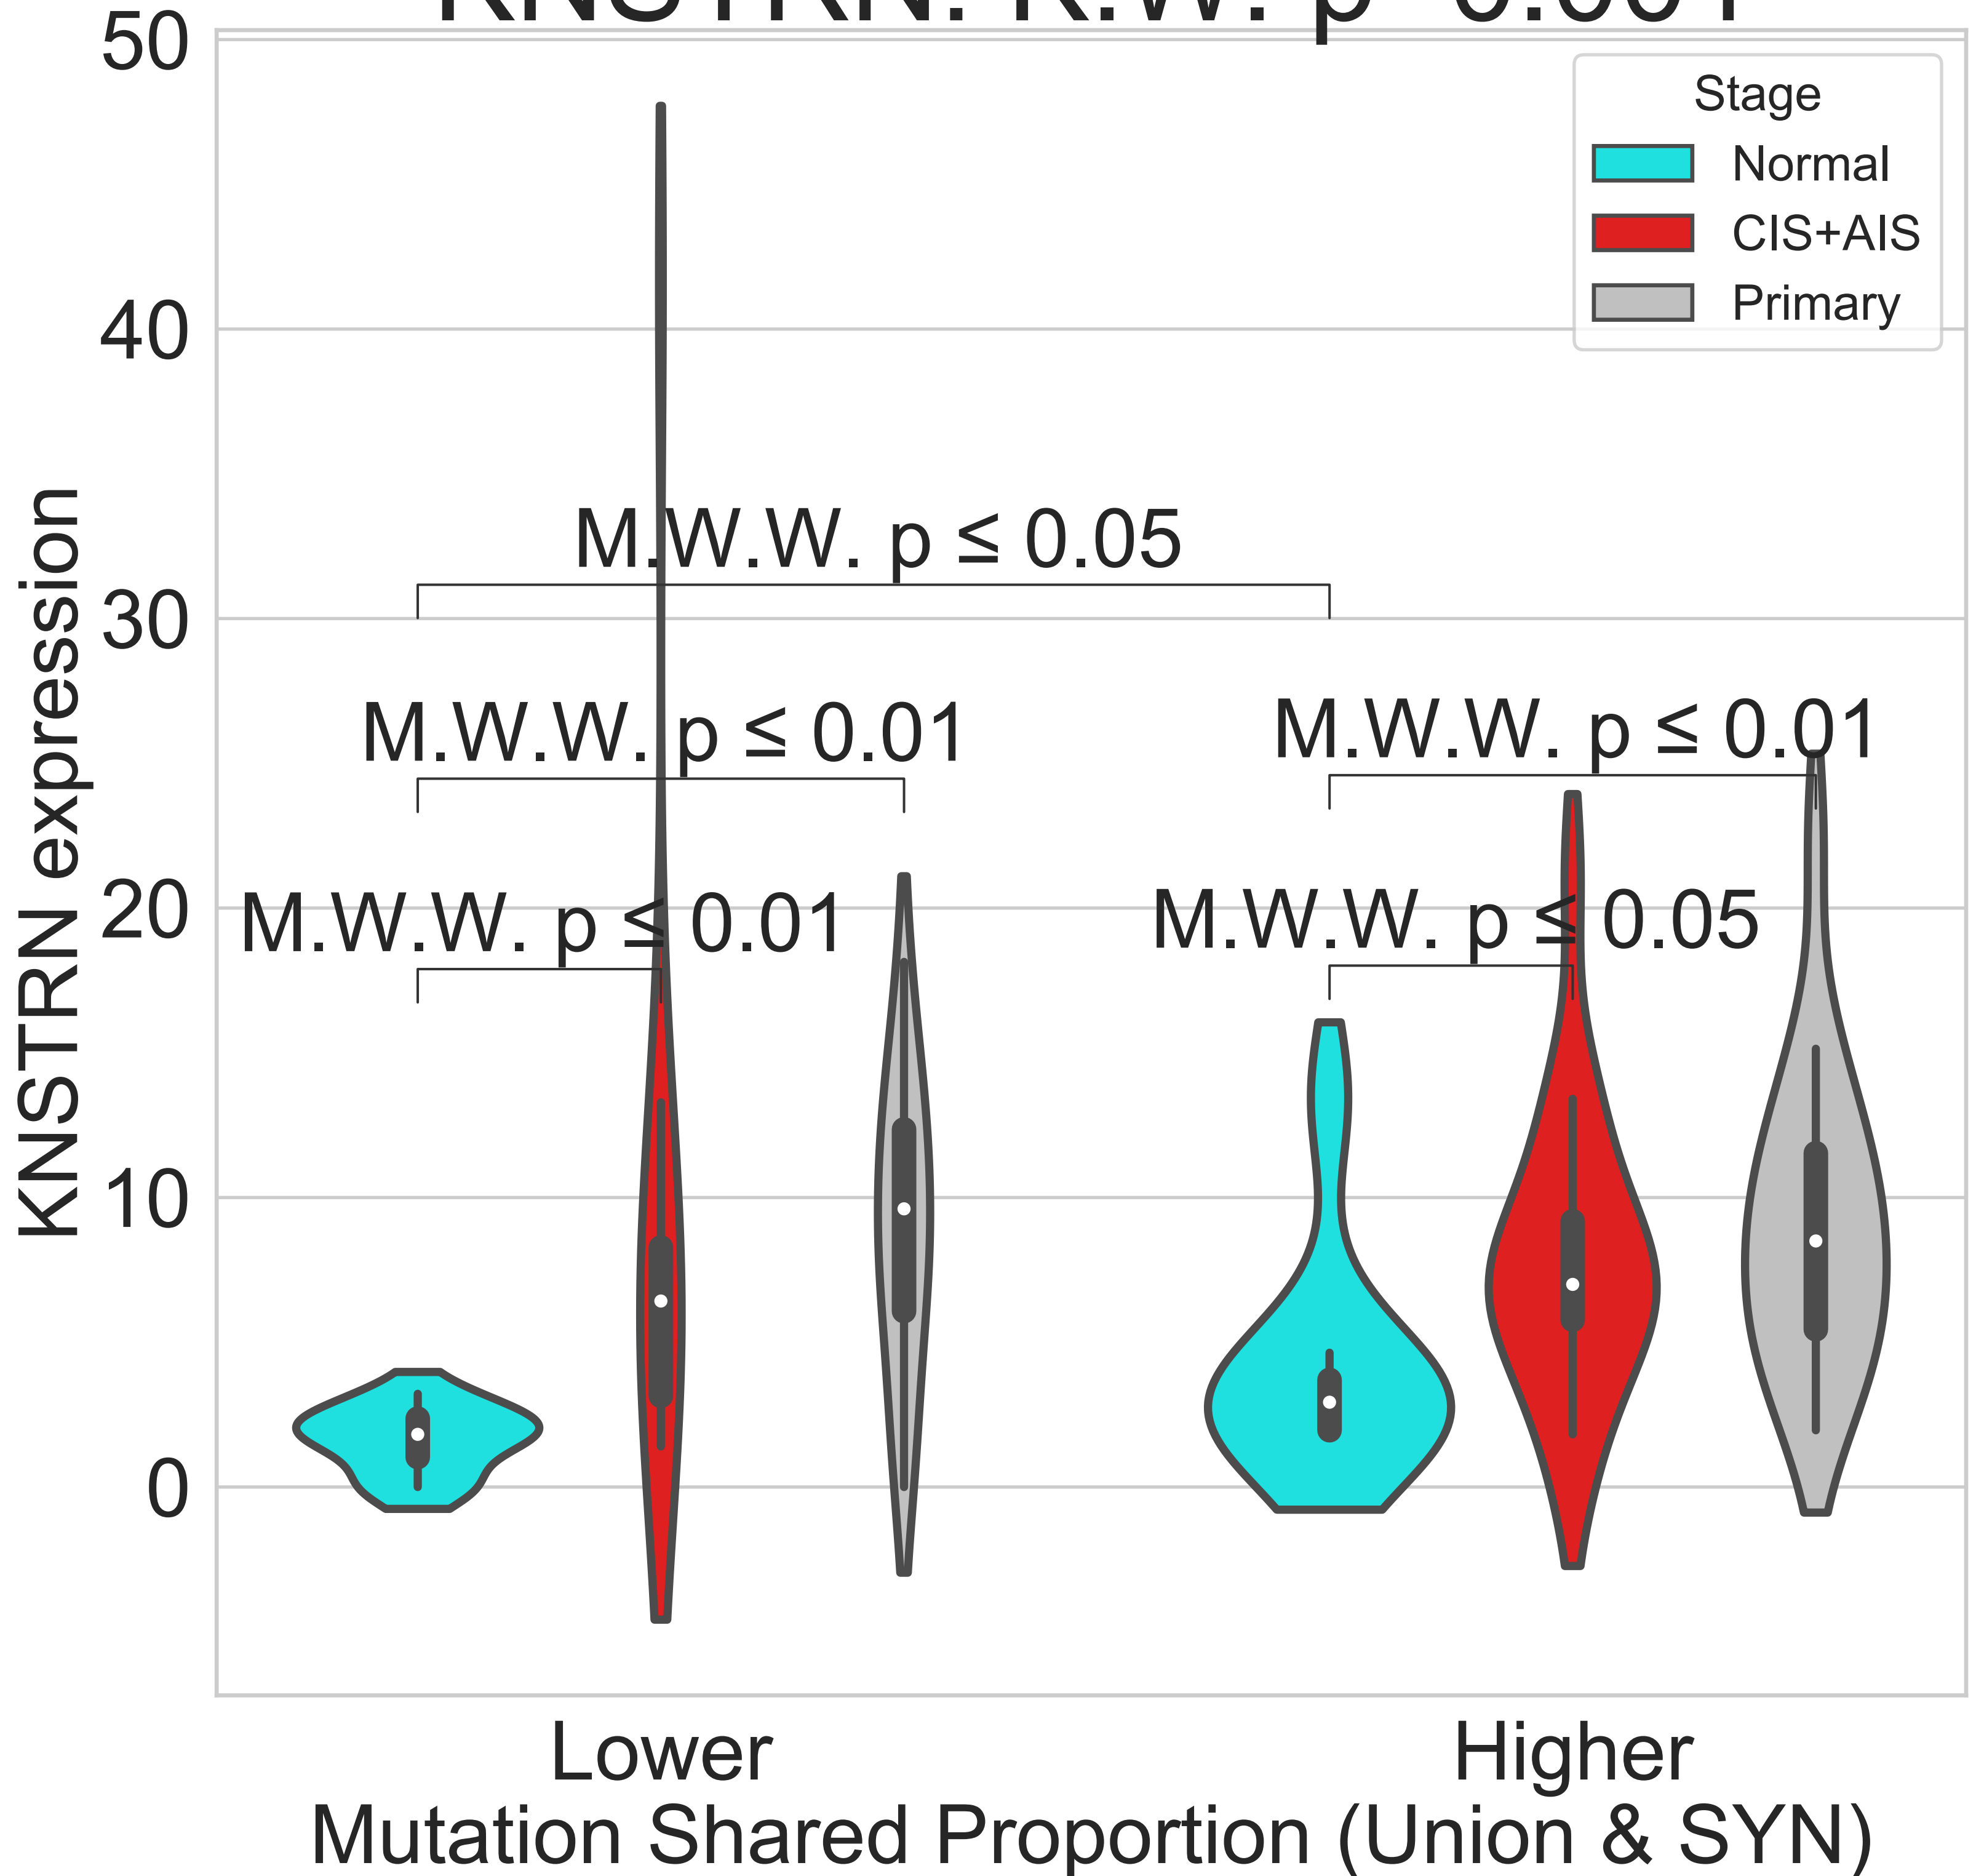 50
Stage
Normal
CIS+AIS
Primary
40
M.W.W. p ≤ 0.05
30
M.W.W. p ≤ 0.01
M.W.W. p ≤ 0.01
20
M.W.W. p ≤ 0.01
M.W.W. p ≤ 0.05
10
0
KNSTRN expression
Lower
Higher
Mutation Shared Proportion (Union & SYN)